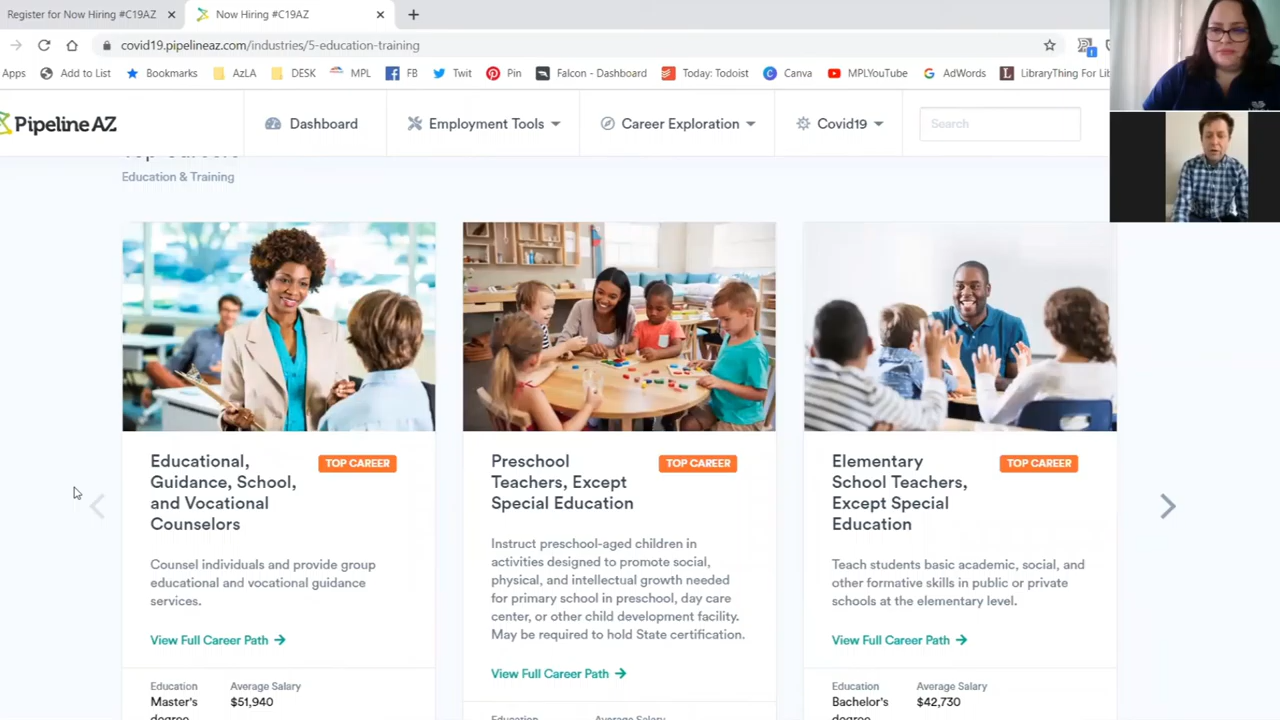 Register for Now Hiring #C19AZ
Now Hiring #C19AZ
covid19.pipelineaz.com/industries/5-education-training
Apps Add to List Bookmarks AzLA DESK MPL FB Twit Pin Falcon - Dashboard Today: Todoist Canva MPLYouTube AdWords LibraryThing For Lib
PipelineAZ Dashboard Employment Tools Career Exploration Covid19 Search
Education & Training
Educational,
Guidance, School,
and Vocational
Counselors
TOP CAREER
Counsel individuals and provide group
educational and vocational guidance
services.
View Full Career Path →
Education Average Salary
Master's $51,940
degree
Preschool
Teachers, Except
Special Education
TOP CAREER
Instruct preschool-aged children in
activities designed to promote social,
physical, and intellectual growth needed
for primary school in preschool, day care
center, or other child development facility.
May be required to hold State certification.
View Full Career Path →
Education Average Salary
Elementary
School Teachers,
Except Special
Education
TOP CAREER
Teach students basic academic, social, and
other formative skills in public or private
schools at the elementary level.
View Full Career Path →
Education Average Salary
Bachelor's $42,730
degree